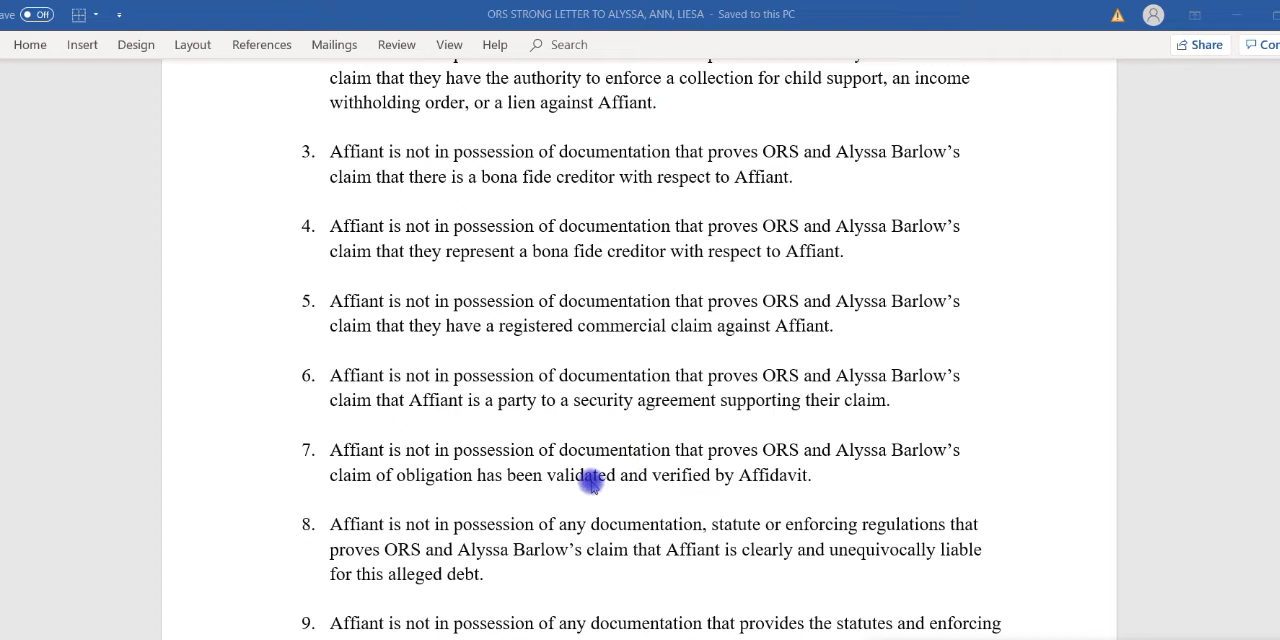 ave Off ORS STRONG LETTER TO ALYSSA, ANN, LIESA - Saved to this PC
Home Insert Design Layout References Mailings Review View Help Search Share
claim that they have the authority to enforce a collection for child support, an income
withholding order, or a lien against Affiant.
3. Affiant is not in possession of documentation that proves ORS and Alyssa Barlow’s
claim that there is a bona fide creditor with respect to Affiant.
4. Affiant is not in possession of documentation that proves ORS and Alyssa Barlow’s
claim that they represent a bona fide creditor with respect to Affiant.
5. Affiant is not in possession of documentation that proves ORS and Alyssa Barlow’s
claim that they have a registered commercial claim against Affiant.
6. Affiant is not in possession of documentation that proves ORS and Alyssa Barlow’s
claim that Affiant is a party to a security agreement supporting their claim.
7. Affiant is not in possession of documentation that proves ORS and Alyssa Barlow’s
claim of obligation has been validated and verified by Affidavit.
8. Affiant is not in possession of any documentation, statute or enforcing regulations that
proves ORS and Alyssa Barlow’s claim that Affiant is clearly and unequivocally liable
for this alleged debt.
9. Affiant is not in possession of any documentation that provides the statutes and enforcing